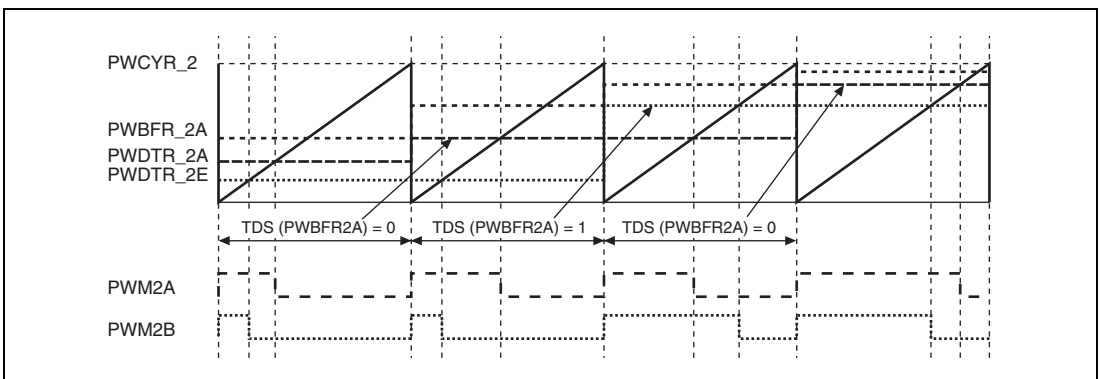 PWCYR_2
PWBFR_2A
PWDTR_2A
PWDTR_2E
TDS (PWBFR2A) = 0
TDS (PWBFR2A) = 1
TDS (PWBFR2A) = 0
PWM2A
PWM2B